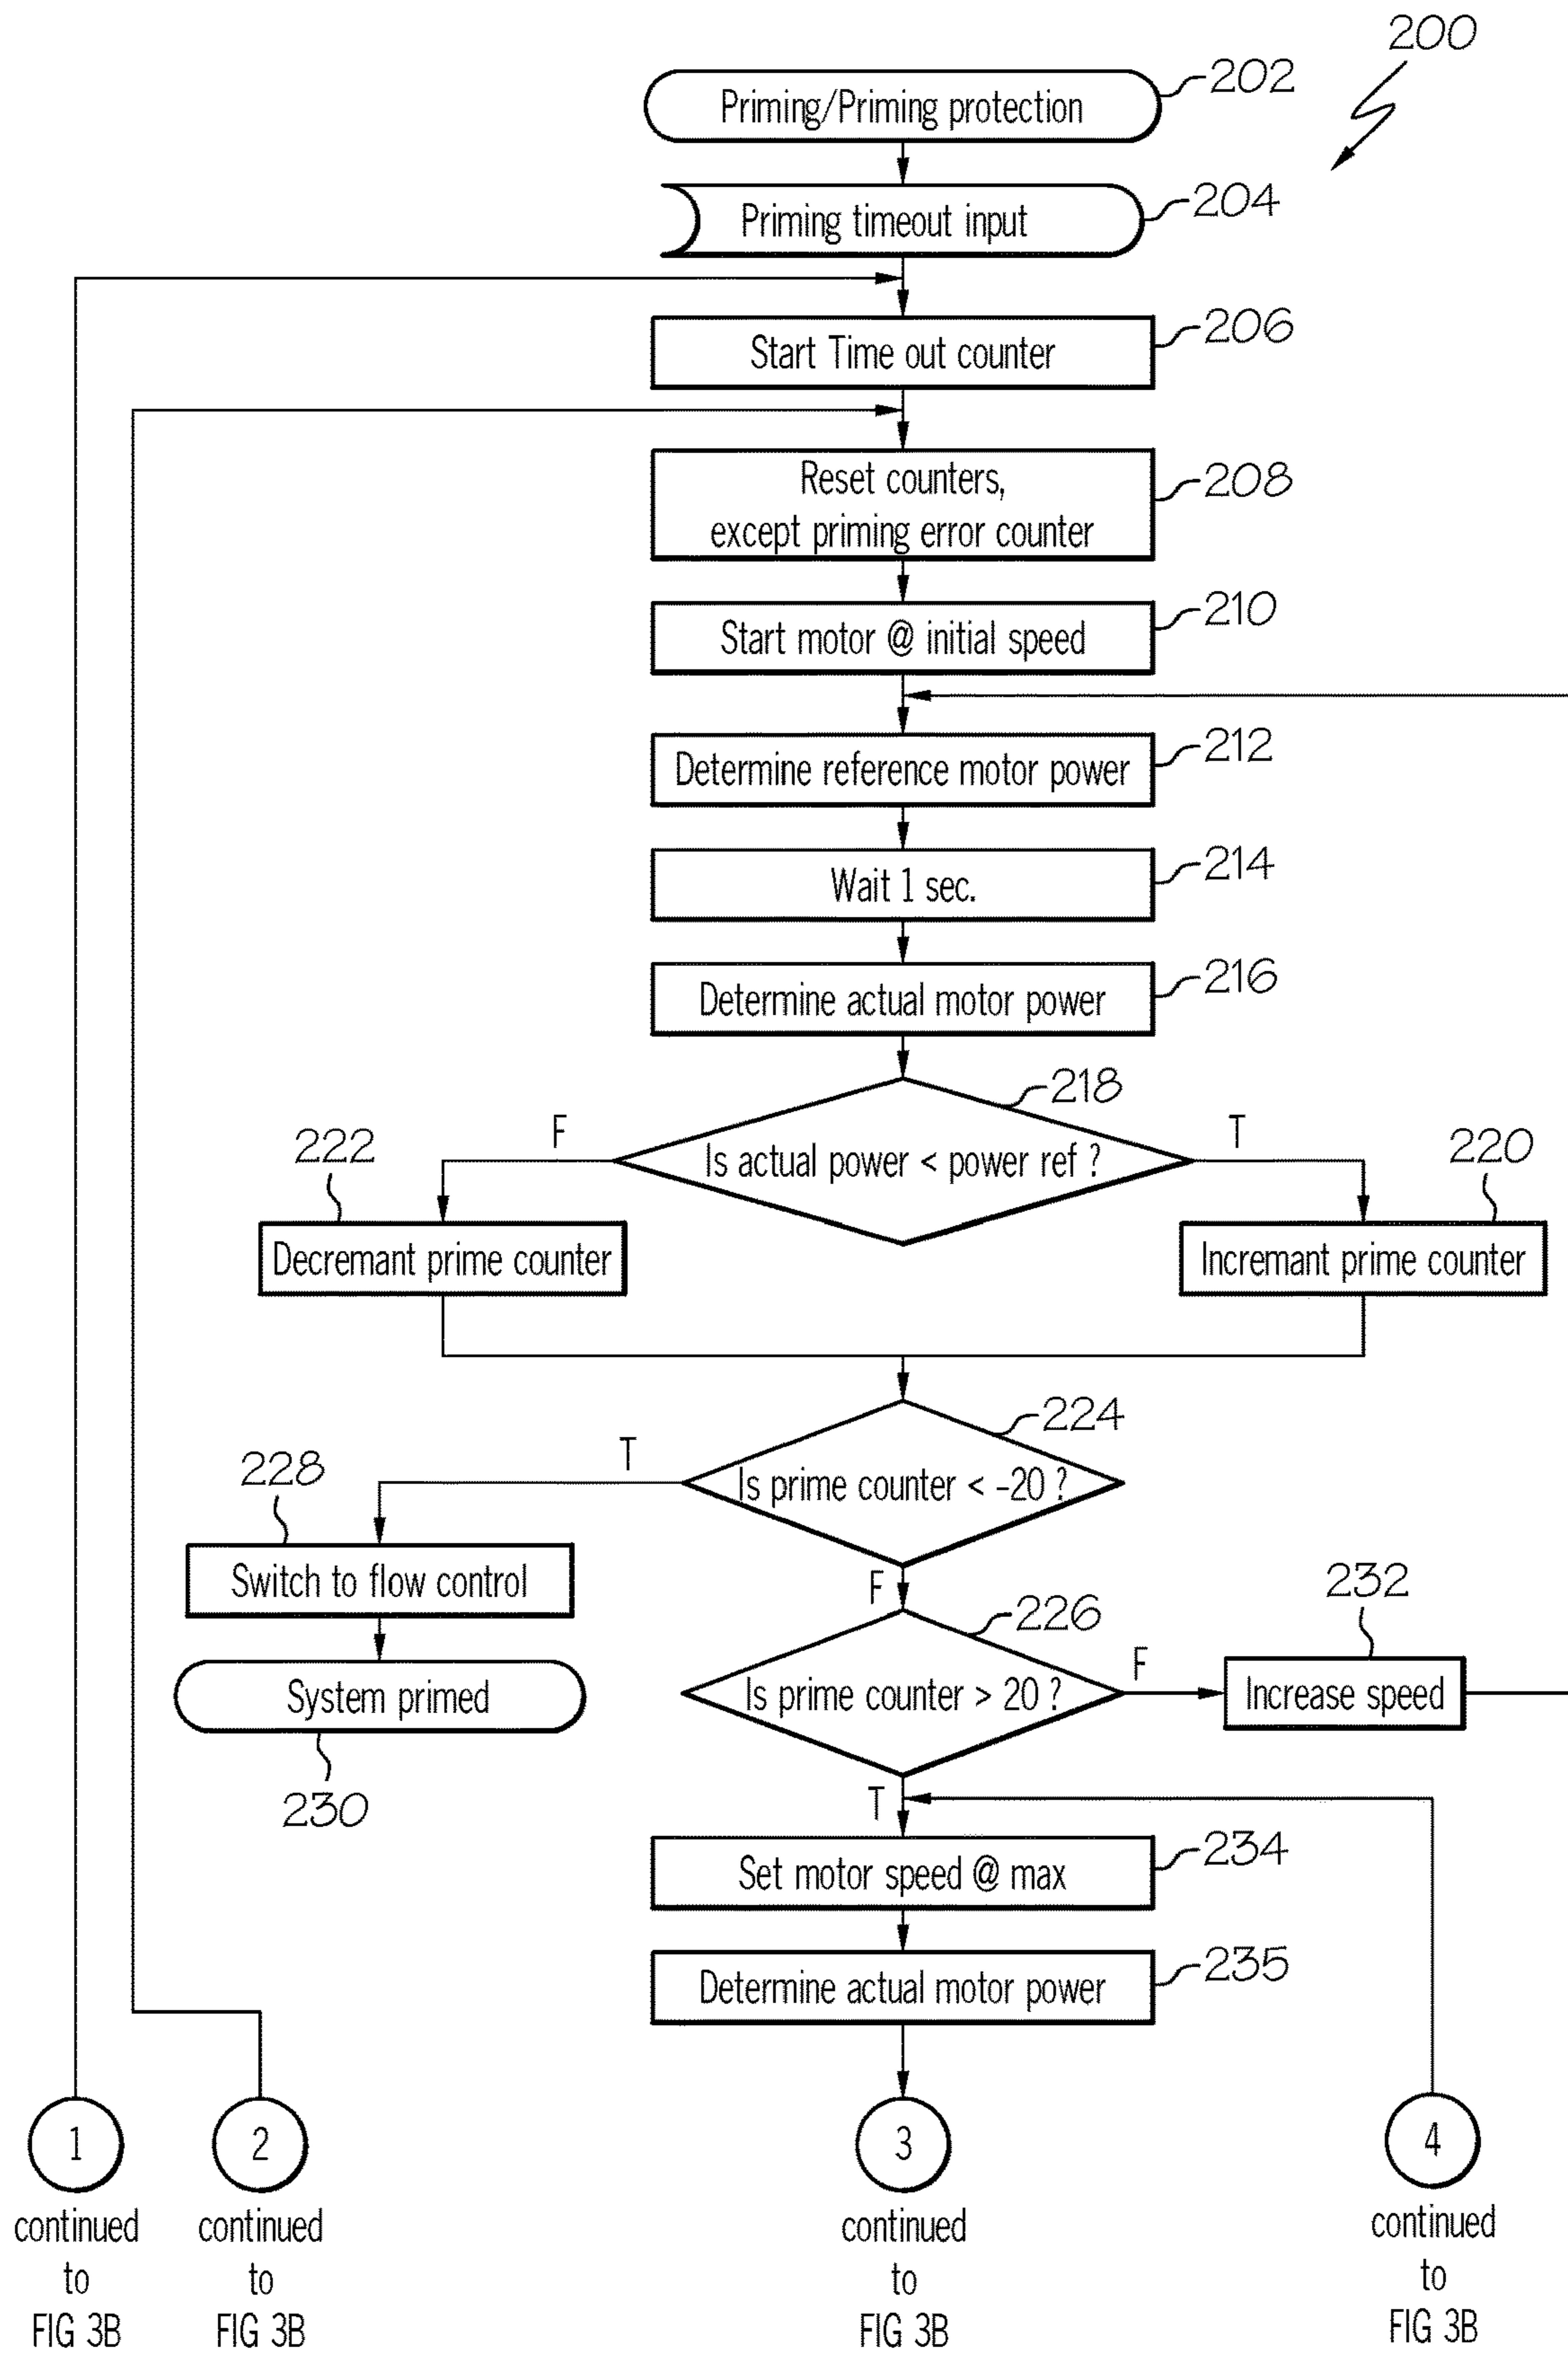 200
Priming/Priming protection
202
Priming timeout input
204
Start Time out counter
206
Reset counters,
except priming error counter
208
Start motor @ initial speed
210
Determine reference motor power
212
Wait 1 sec.
214
Determine actual motor power
216
Is actual power < power ref ?
218
F
T
222
Decremant prime counter
220
Incremant prime counter
Is prime counter < -20 ?
224
T
F
228
Switch to flow control
System primed
230
Is prime counter > 20 ?
226
F
T
232
Increase speed
Set motor speed @ max
234
Determine actual motor power
235
1
continued
to
FIG 3B
2
continued
to
FIG 3B
3
continued
to
FIG 3B
4
continued
to
FIG 3B